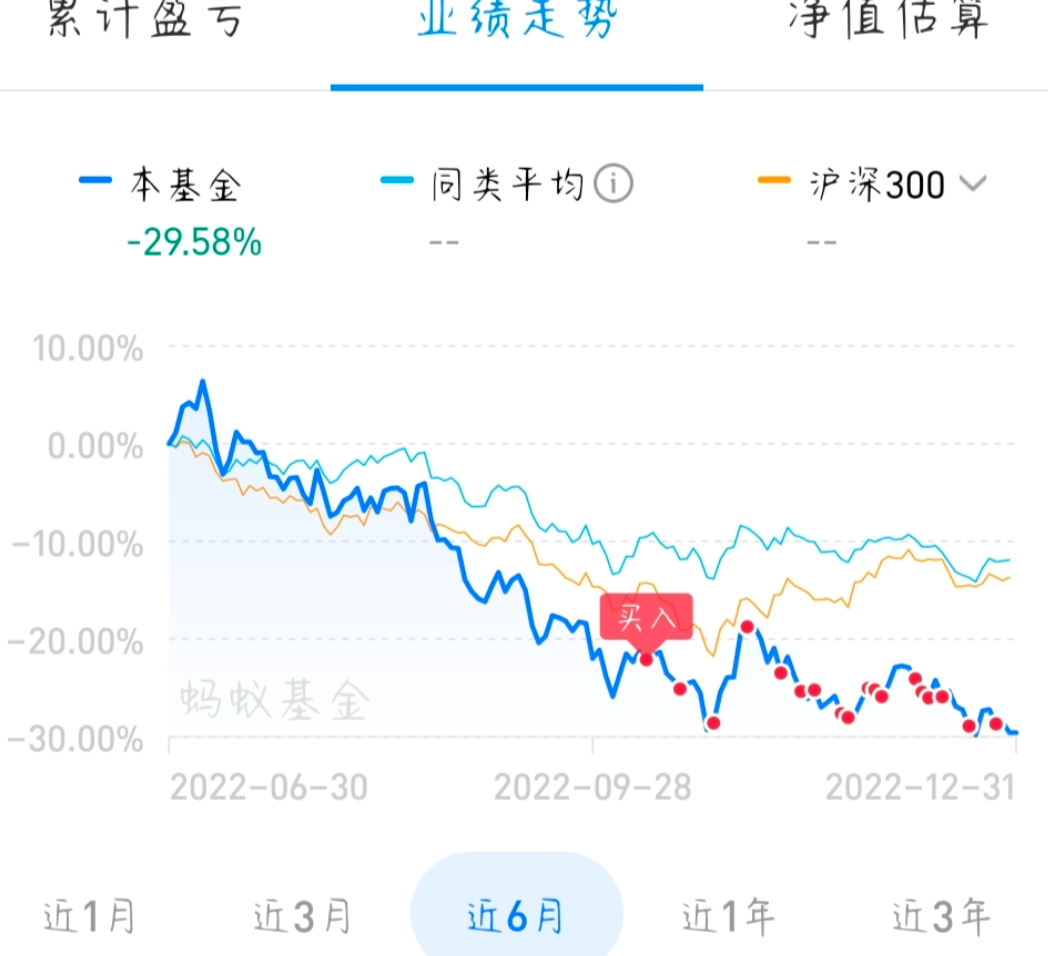 累计盈亏 业绩走势 净值估算
本基金 同类平均 沪深300
-29.58% -- --
10.00%
0.00%
-10.00%
买入
-20.00%
蚂蚁基金
-30.00%
2022-06-30 2022-09-28 2022-12-31
近1月 近3月 近6月 近1年 近3年